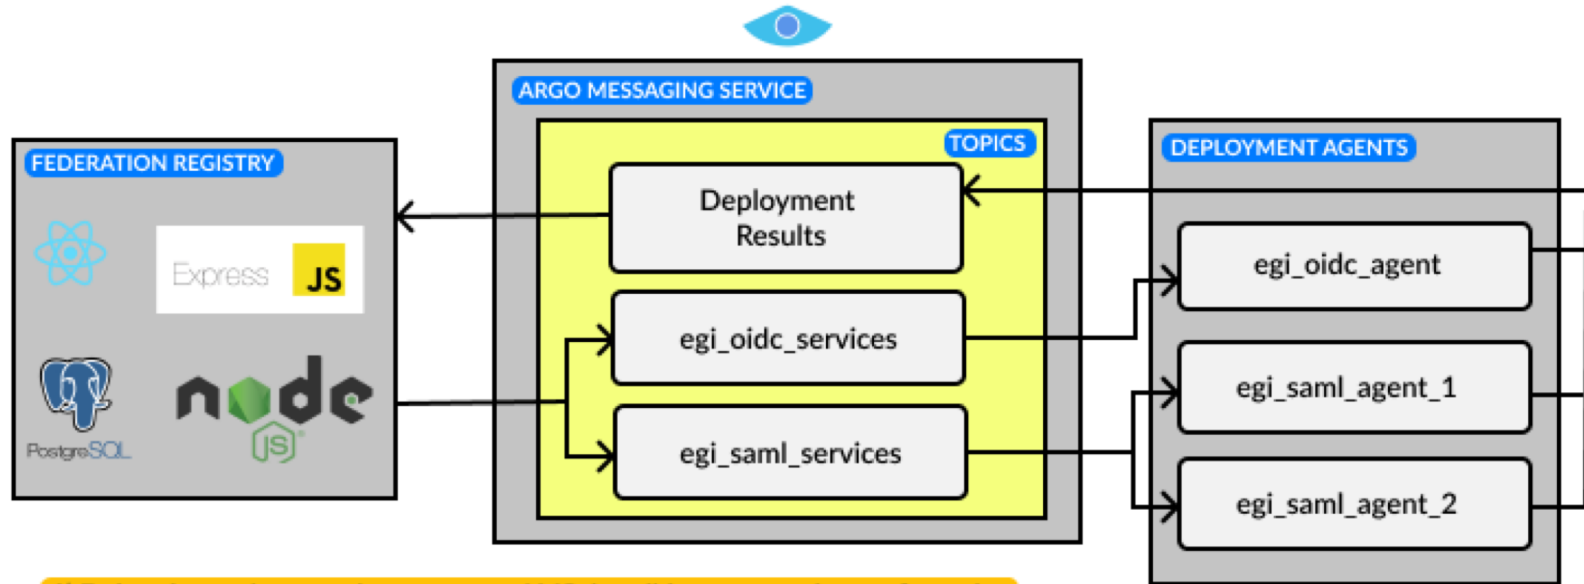 ARGO MESSAGING SERVICE
TOPICS
DEPLOYMENT AGENTS
FEDERATION REGISTRY
Deployment
Results
Express
JS
egi_oidc_agent
egi_oidc_services
egi_saml_agent_1
node
JS
PostgreSQL
egi_saml_services
egi_saml_agent_2